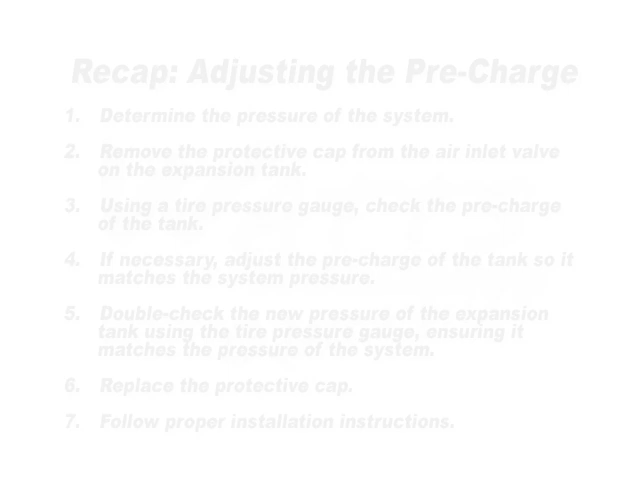 Recap: Adjusting the Pre-Charge
1. Determine the pressure of the system.
2. Remove the protective cap from the air inlet valve
on the expansion tank.
3. Using a tire pressure gauge, check the pre-charge
of the tank.
4. If necessary, adjust the pre-charge of the tank so it
matches the system pressure.
5. Double-check the new pressure of the expansion
tank using the tire pressure gauge, ensuring it
matches the pressure of the system.
6. Replace the protective cap.
7. Follow proper installation instructions.